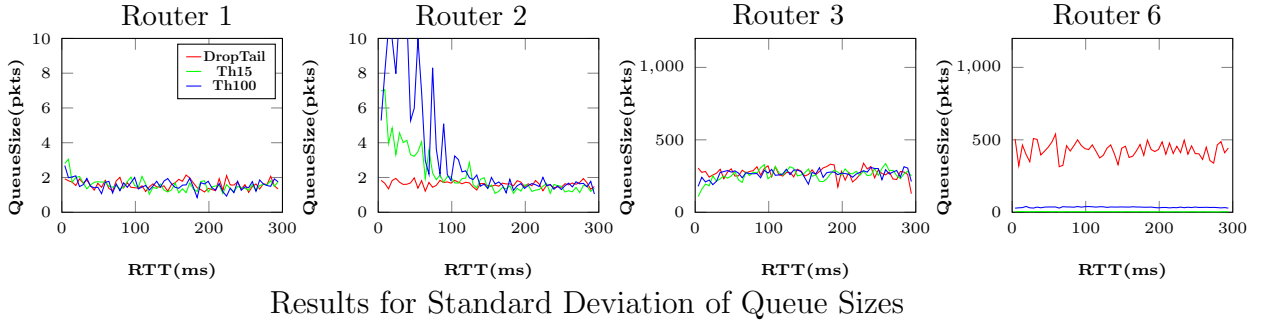 Router 1
Router 2
Router 3
Router 6
QueueSize(pkts)
10
8
6
4
2
0
0
100
200
300
RTT(ms)
DropTail
Th15
Th100
QueueSize(pkts)
10
8
6
4
2
0
0
100
200
300
RTT(ms)
QueueSize(pkts)
1,000
500
0
0
100
200
300
RTT(ms)
QueueSize(pkts)
1,000
500
0
0
100
200
300
RTT(ms)
Results for Standard Deviation of Queue Sizes